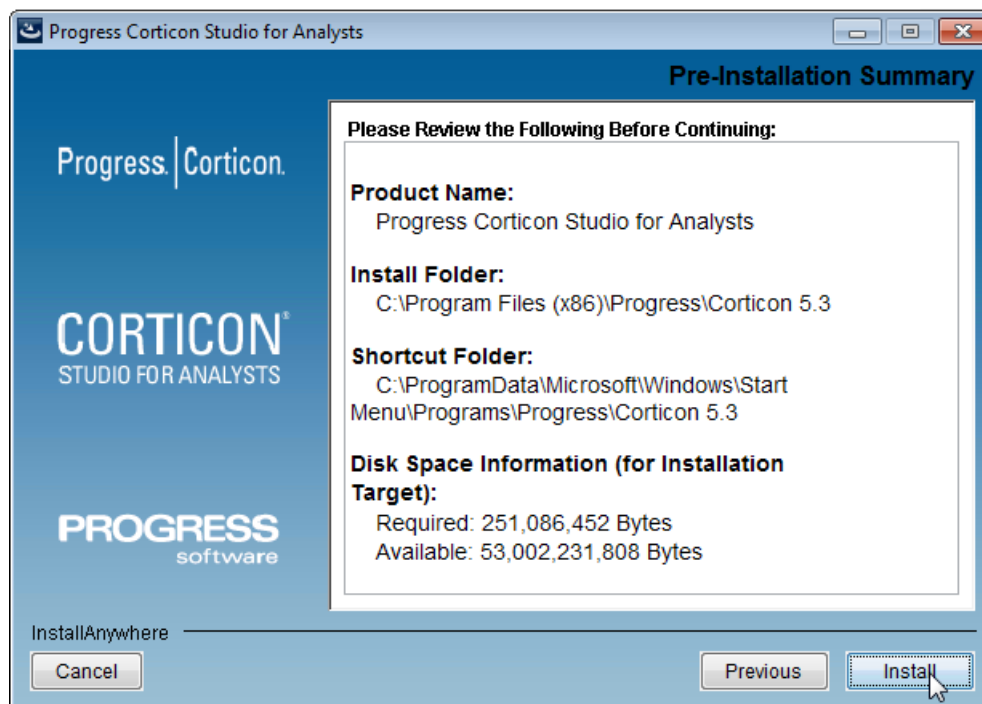 Progress Corticon Studio for Analysts
Pre-Installation Summary
Progress. Corticon.
CORTICON®
STUDIO FOR ANALYSTS
PROGRESS
software
Please Review the Following Before Continuing:
Product Name:
Progress Corticon Studio for Analysts
Install Folder:
C:\Program Files (x86)\Progress\Corticon 5.3
Shortcut Folder:
C:\ProgramData\Microsoft\Windows\Start
Menu\Programs\Progress\Corticon 5.3
Disk Space Information (for Installation
Target):
Required: 251,086,452 Bytes
Available: 53,002,231,808 Bytes
InstallAnywhere
Cancel
Previous
Install